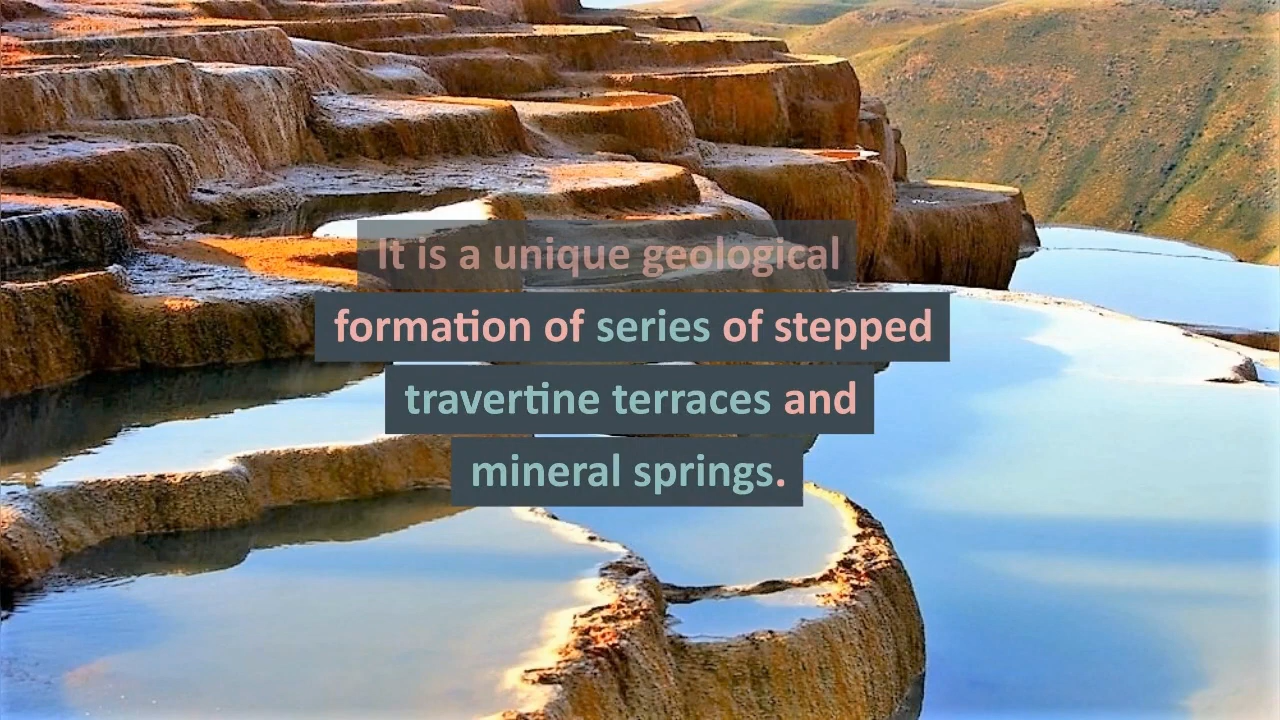 It is a unique geological
formation of series of stepped
travertine terraces and
mineral springs.